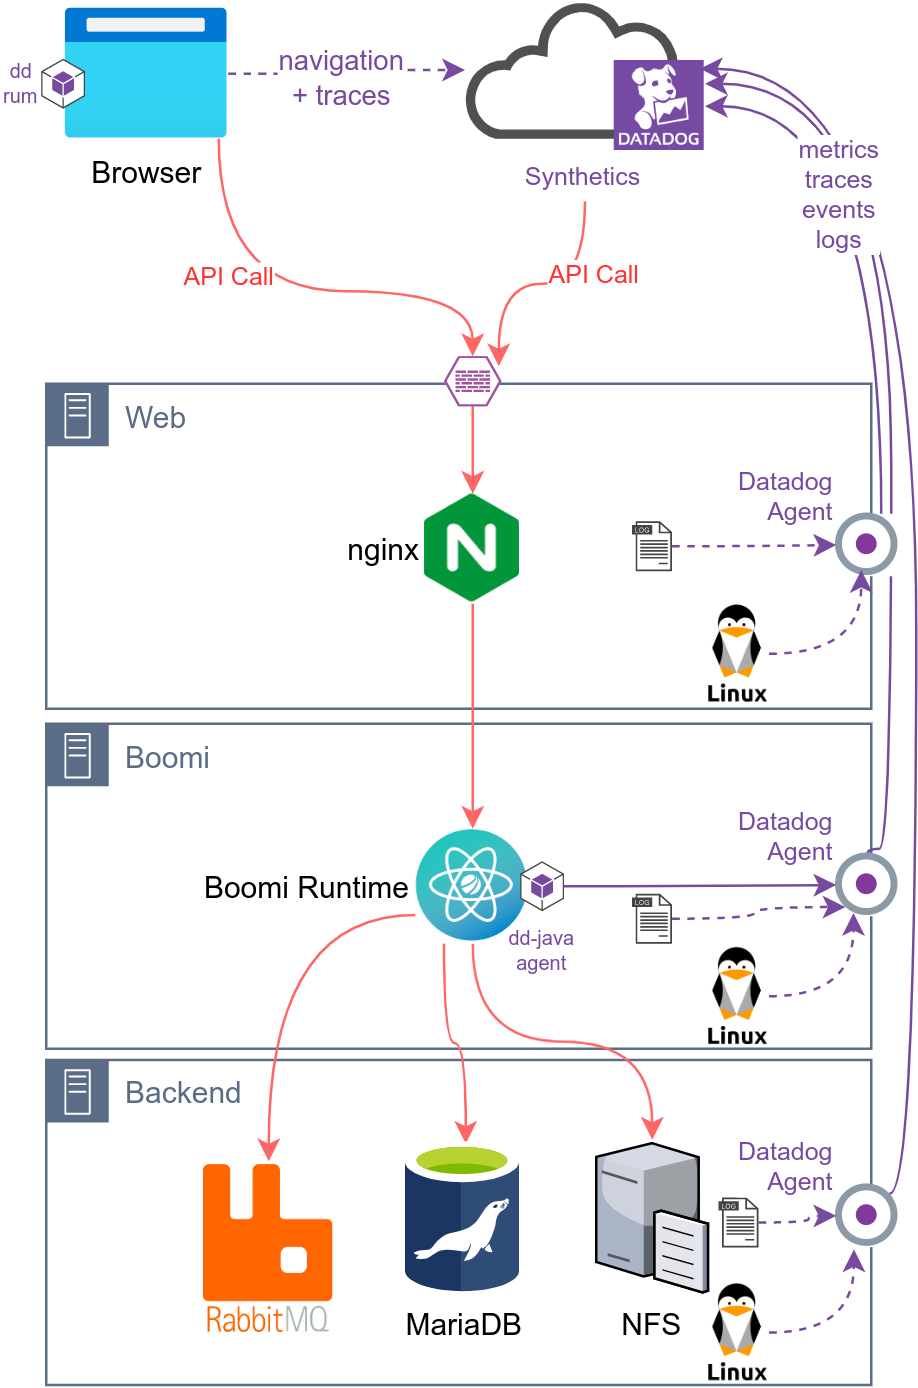 dd
rum
navigation
+ traces
DATADOG
Browser
Synthetics
metrics
traces
events
logs
API Call
API Call
Web
Datadog
Agent
LOG
nginx
Linux
Boomi
Datadog
Agent
Boomi Runtime
LOG
dd-java
agent
Linux
Backend
Datadog
Agent
LOG
RabbitMQ
MariaDB
NFS
Linux